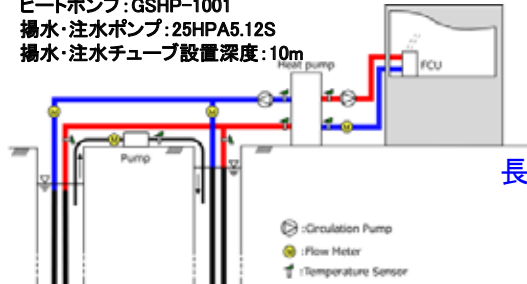 ヒートポンプ:GSHP-1001
揚水・注水ポンプ:25HPA5.12S
揚水・注水チューブ設置深度:10m
Heat pump
FCU
M
Pump
M
M
M
長
:Circulation Pump
M :Flow Meter
:Temperature Sensor